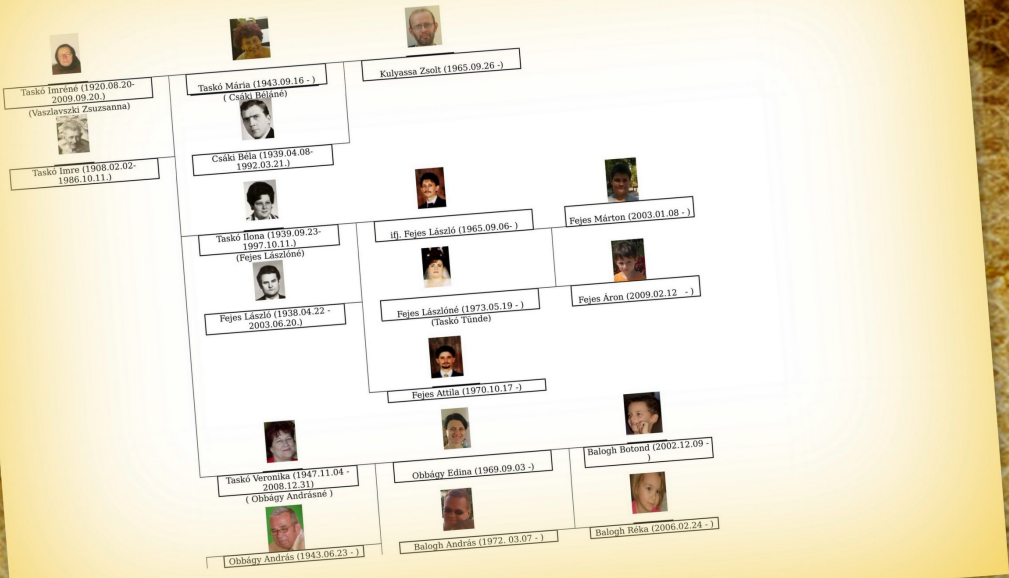 Taskó Imréné (1920.08.20-
2009.09.20.)
(Vaszlavszki Zsuzsanna)
Taskó Imre (1908.02.02-
1986.10.11.)
Taskó Mária (1943.09.16 - )
( Csáki Béláné)
Csáki Béla (1939.04.08-
1992.03.21.)
Kulyassa Zsolt (1965.09.26 -)
Taskó Ilona (1939.09.23-
1997.10.11.)
(Fejes Lászlóné)
Fejes László (1938.04.22 -
2003.06.20.)
ifj. Fejes László (1965.09.06- )
Fejes Lászlóné (1973.05.19 - )
(Taskó Tünde)
Fejes Attila (1970.10.17 -)
Fejes Márton (2003.01.08 - )
Fejes Áron (2009.02.12 - )
Taskó Veronika (1947.11.04 -
2008.12.31)
( Obbágy Andrásné )
Obbágy András (1943.06.23 - )
Obbágy Edina (1969.09.03 -)
Balogh András (1972. 03.07 - )
Balogh Botond (2002.12.09 -
)
Balogh Réka (2006.02.24 - )